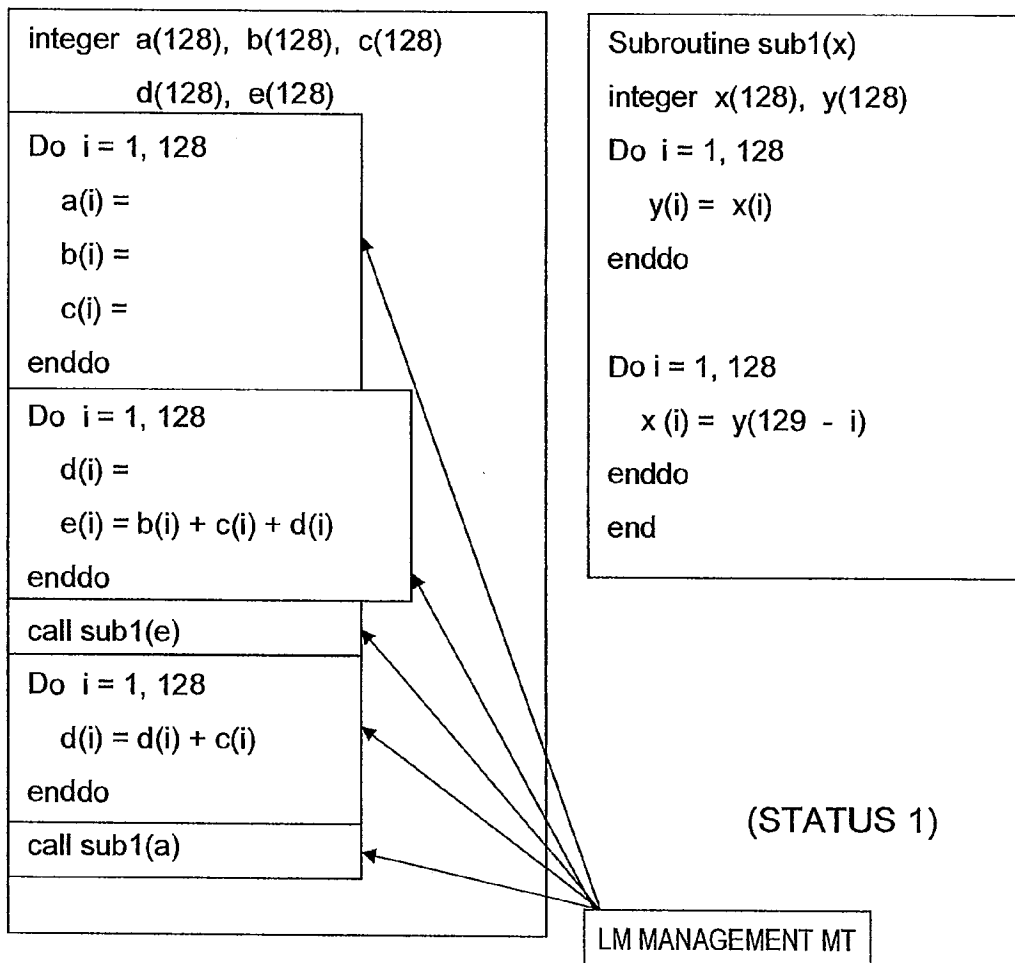 integer a(128), b(128), c(128)
d(128), e(128)
Do i = 1, 128
a(i) =
b(i) =
c(i) =
enddo
Do i = 1, 128
d(i) =
e(i) = b(i) + c(i) + d(i)
enddo
call sub1(e)
Do i = 1, 128
d(i) = d(i) + c(i)
enddo
call sub1(a)
Subroutine sub1(x)
integer x(128), y(128)
Do i = 1, 128
y(i) = x(i)
enddo
Do i = 1, 128
x (i) = y(129 - i)
enddo
end
(STATUS 1)
LM MANAGEMENT MT